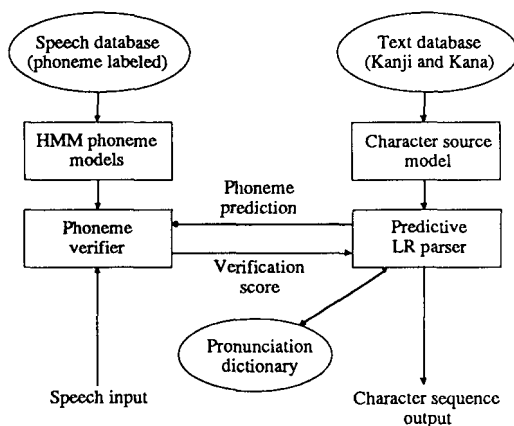 Speech database
(phoneme labeled)
Text database
(Kanji and Kana)
HMM phoneme
models
Character source
model
Phoneme
prediction
Phoneme
verifier
Predictive
LR parser
Verification
score
Pronunciation
dictionary
Speech input
Character sequence
output